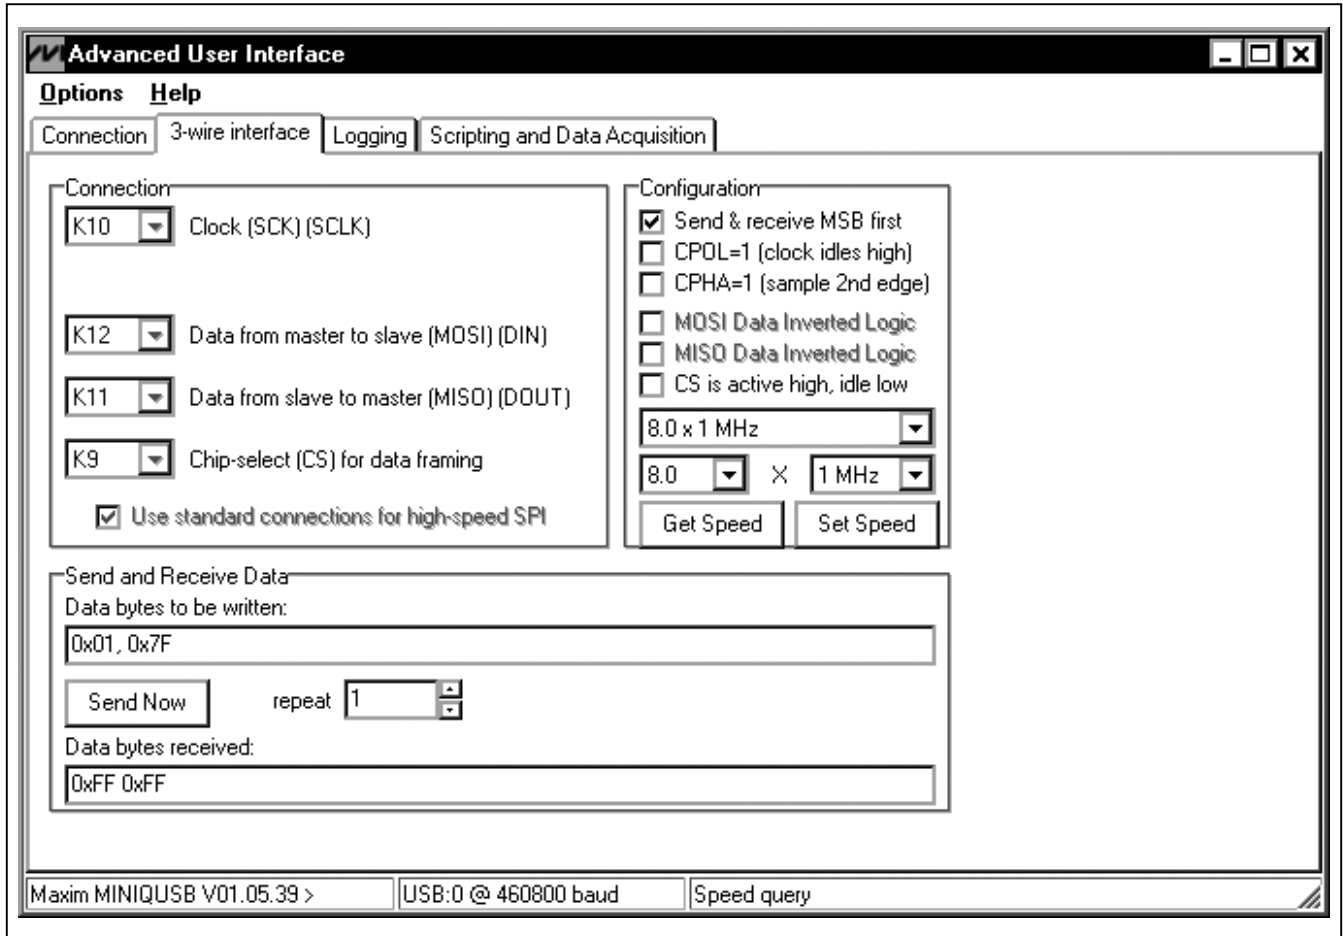 Advanced User Interface
Options Help
Connection 3-wire interface Logging Scripting and Data Acquisition
Connection
K10 Clock (SCK) (SCLK)
K12 Data from master to slave (MOSI) (DIN)
K11 Data from slave to master (MISO) (DOUT)
K9 Chip-select (CS) for data framing
Use standard connections for high-speed SPI
Configuration
Send & receive MSB first
CPOL=1 (clock idles high)
CPHA=1 (sample 2nd edge)
MOSI Data Inverted Logic
MISO Data Inverted Logic
CS is active high, idle low
8.0 x 1 MHz
8.0 X 1 MHz
Get Speed Set Speed
Send and Receive Data
Data bytes to be written:
0x01, 0x7F
Send Now repeat 1
Data bytes received:
0xFF 0xFF
Maxim MINIQUSB V01.05.39 > USB:0 @ 460800 baud Speed query